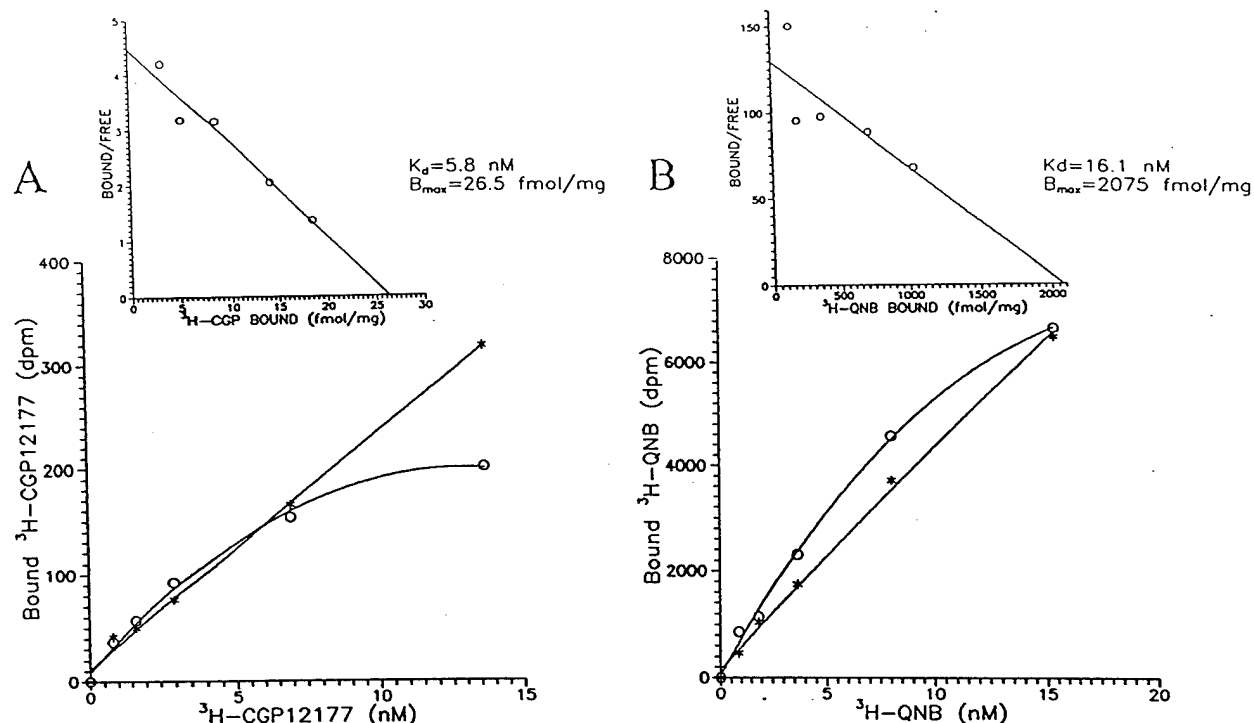 A
5
4
3
2
1
0
BOUND/FREE
0 5 10 15 20 25 30
³H-CGP BOUND (fmol/mg)
K_d=5.8 nM
B_max=26.5 fmol/mg
400
300
200
100
0
Bound ³H-CGP12177 (dpm)
0 5 10 15
³H-CGP12177 (nM)
B
150
100
50
0
BOUND/FREE
0 500 1000 1500 2000
³H-QNB BOUND (fmol/mg)
Kd=16.1 nM
B_max=2075 fmol/mg
8000
6000
4000
2000
0
Bound ³H-QNB (dpm)
0 5 10 15 20
³H-QNB (nM)